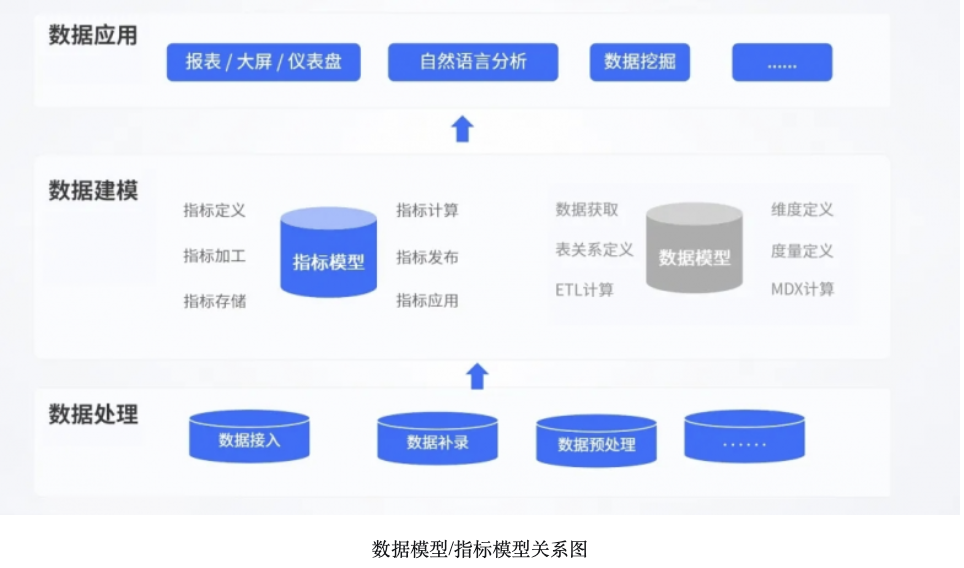 数据应用
报表 / 大屏 / 仪表盘
自然语言分析
数据挖掘
......
数据建模
指标定义
指标加工
指标存储
指标模型
指标计算
指标发布
指标应用
数据获取
表关系定义
ETL计算
数据模型
维度定义
度量定义
MDX计算
数据处理
数据接入
数据补录
数据预处理
......
数据模型/指标模型关系图